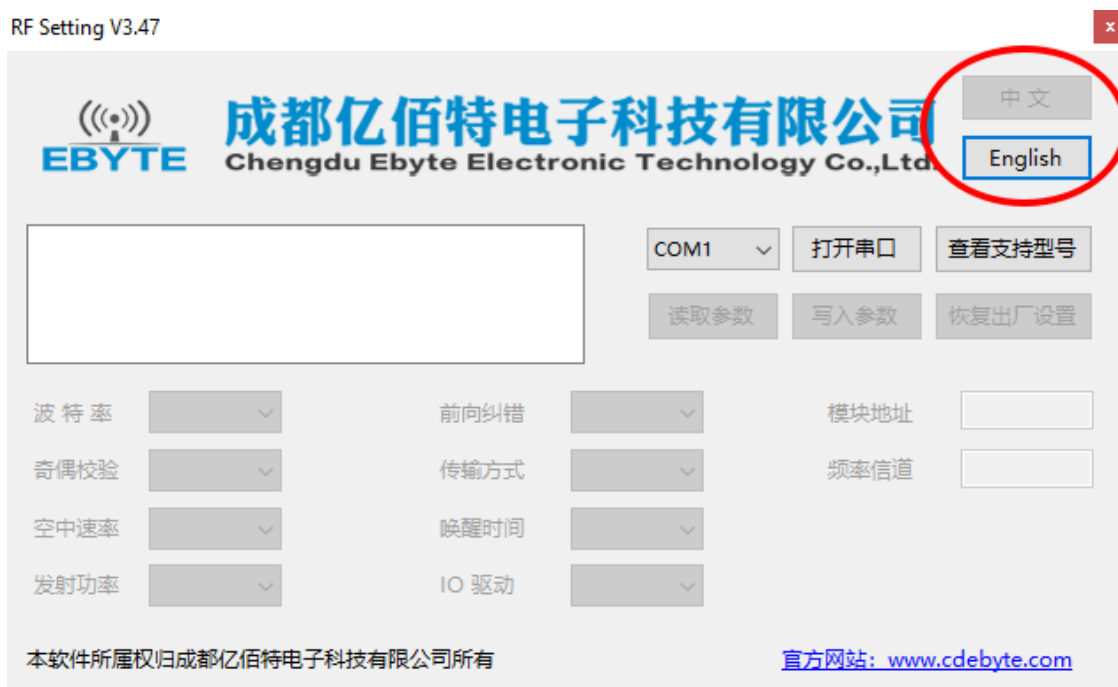 RF Setting V3.47
x
中 文
成都亿佰特电子科技有限公司
EBYTE
Chengdu Ebyte Electronic Technology Co.,Ltd.
English
COM1 打开串口 查看支持型号
读取参数 写入参数 恢复出厂设置
波 特 率 前向纠错 模块地址
奇偶校验 传输方式 频率信道
空中速率 唤醒时间
发射功率 IO 驱动
本软件所属权归成都亿佰特电子科技有限公司所有 官方网站：www.cdebyte.com